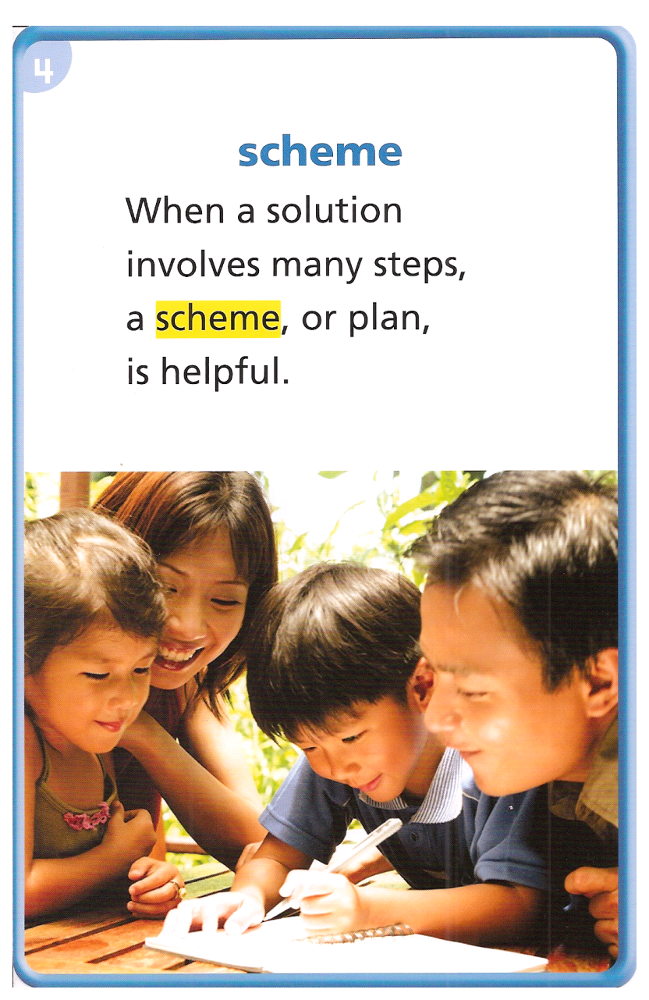 4
scheme
When a solution
involves many steps,
a scheme, or plan,
is helpful.